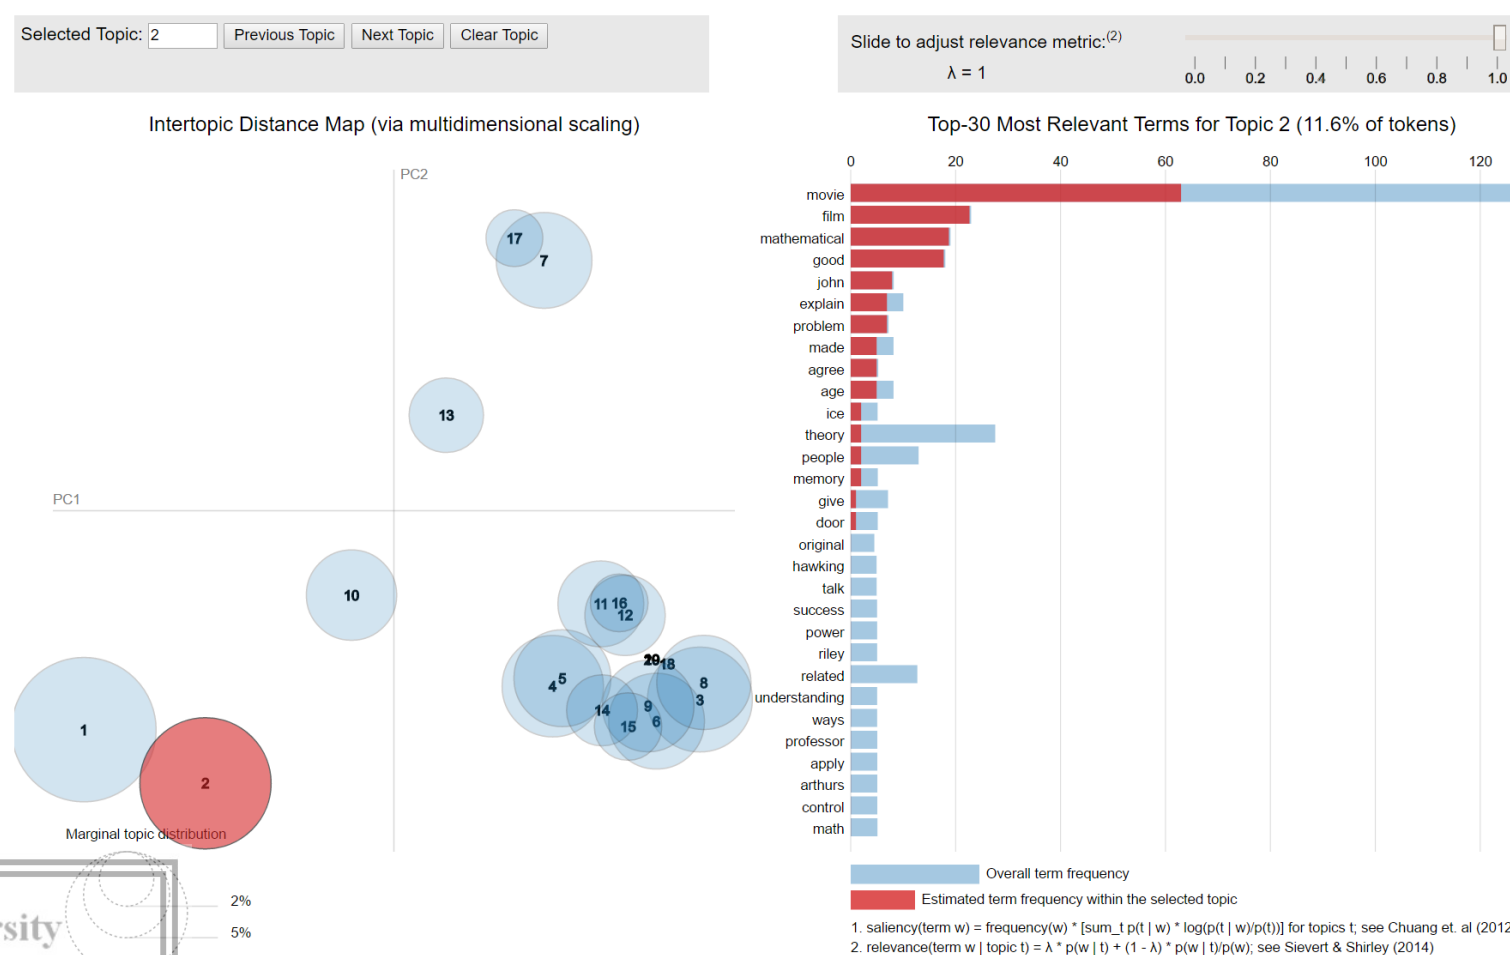 Selected Topic: 2 Previous Topic Next Topic Clear Topic
Slide to adjust relevance metric:(2)
λ = 1
0.0 0.2 0.4 0.6 0.8 1.0
Intertopic Distance Map (via multidimensional scaling)
PC2
PC1
17
7
13
10
11 16
12
18
5
4
8
3
14
9
6
15
1
2
Marginal topic distribution
2%
5%
rsity
Top-30 Most Relevant Terms for Topic 2 (11.6% of tokens)
0 20 40 60 80 100 120
movie
film
mathematical
good
john
explain
problem
made
agree
age
ice
theory
people
memory
give
door
original
hawking
talk
success
power
riley
related
understanding
ways
professor
apply
arthurs
control
math
Overall term frequency
Estimated term frequency within the selected topic
1. saliency(term w) = frequency(w) * [sum_t p(t | w) * log(p(t | w)/p(t))] for topics t; see Chuang et. al (2012
2. relevance(term w | topic t) = λ * p(w | t) + (1 - λ) * p(w | t)/p(w); see Sievert & Shirley (2014)